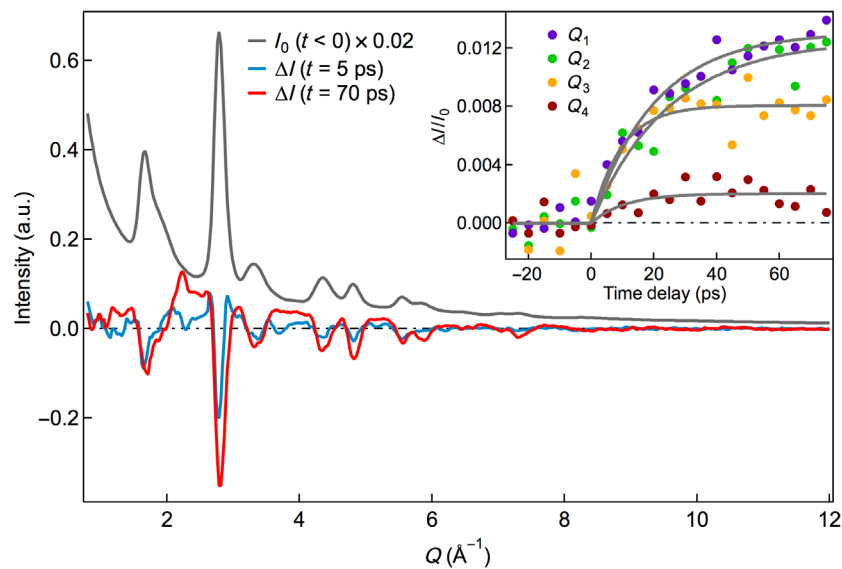 I₀ (t < 0) × 0.02
ΔI (t = 5 ps)
ΔI (t = 70 ps)
Intensity (a.u.)
0.6
0.4
0.2
0.0
−0.2
2
4
6
8
10
12
Q (Å⁻¹)
Q₁
Q₂
Q₃
Q₄
ΔI/I₀
0.012
0.008
0.004
0.000
−20
0
20
40
60
Time delay (ps)